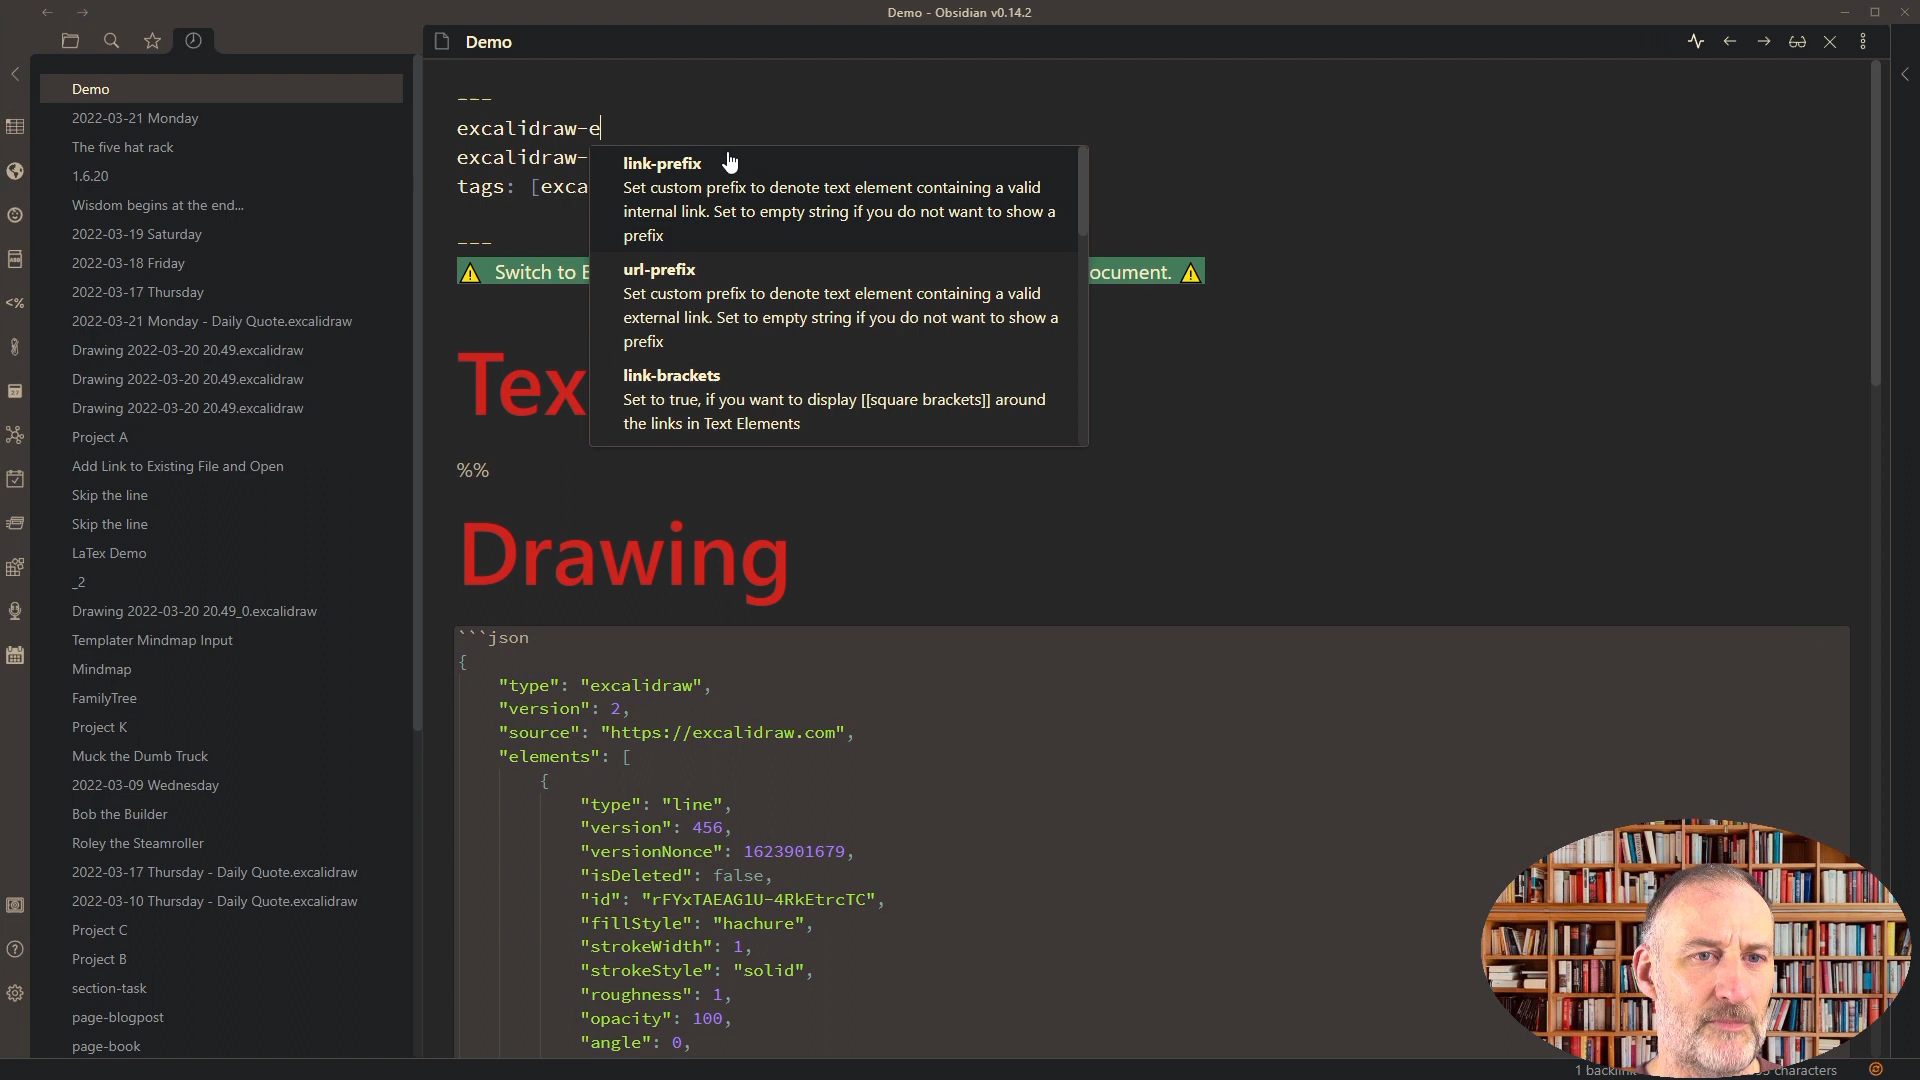 Demo - Obsidian v0.14.2
Demo
Demo
2022-03-21 Monday
The five hat rack
1.6.20
Wisdom begins at the end...
2022-03-19 Saturday
2022-03-18 Friday
2022-03-17 Thursday
2022-03-21 Monday - Daily Quote.excalidraw
Drawing 2022-03-20 20.49.excalidraw
Drawing 2022-03-20 20.49.excalidraw
Drawing 2022-03-20 20.49.excalidraw
Project A
Add Link to Existing File and Open
Skip the line
Skip the line
LaTex Demo
_2
Drawing 2022-03-20 20.49_0.excalidraw
Templater Mindmap Input
Mindmap
FamilyTree
Project K
Muck the Dumb Truck
2022-03-09 Wednesday
Bob the Builder
Roley the Steamroller
2022-03-17 Thursday - Daily Quote.excalidraw
2022-03-10 Thursday - Daily Quote.excalidraw
Project C
Project B
section-task
page-blogpost
page-book
---
excalidraw-e
excalidraw-
tags: [exca
---
⚠ Switch to E
ocument. ⚠
link-prefix
Set custom prefix to denote text element containing a valid
internal link. Set to empty string if you do not want to show a
prefix
url-prefix
Set custom prefix to denote text element containing a valid
external link. Set to empty string if you do not want to show a
prefix
link-brackets
Set to true, if you want to display [[square brackets]] around
the links in Text Elements
Tex
%%
Drawing
```json
{
"type": "excalidraw",
"version": 2,
"source": "https://excalidraw.com",
"elements": [
{
"type": "line",
"version": 456,
"versionNonce": 1623901679,
"isDeleted": false,
"id": "rFYxTAEAG1U-4RkEtrcTC",
"fillStyle": "hachure",
"strokeWidth": 1,
"strokeStyle": "solid",
"roughness": 1,
"opacity": 100,
"angle": 0,
characters